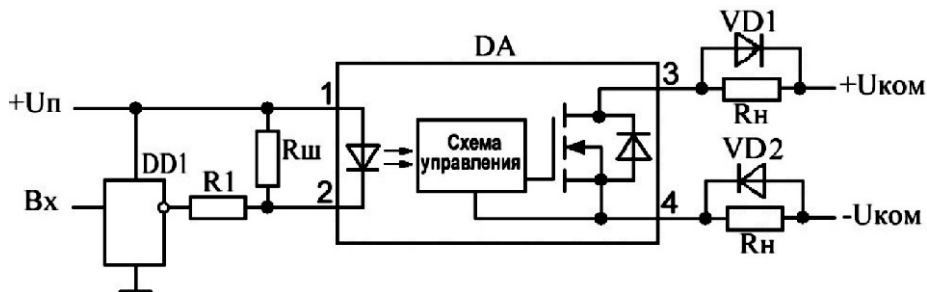 VD1
DA
3
+Uком
Rн
1
+Uп
Rш
Схема
управления
DD1
R1
VD2
Вх
2
4
-Uком
Rн